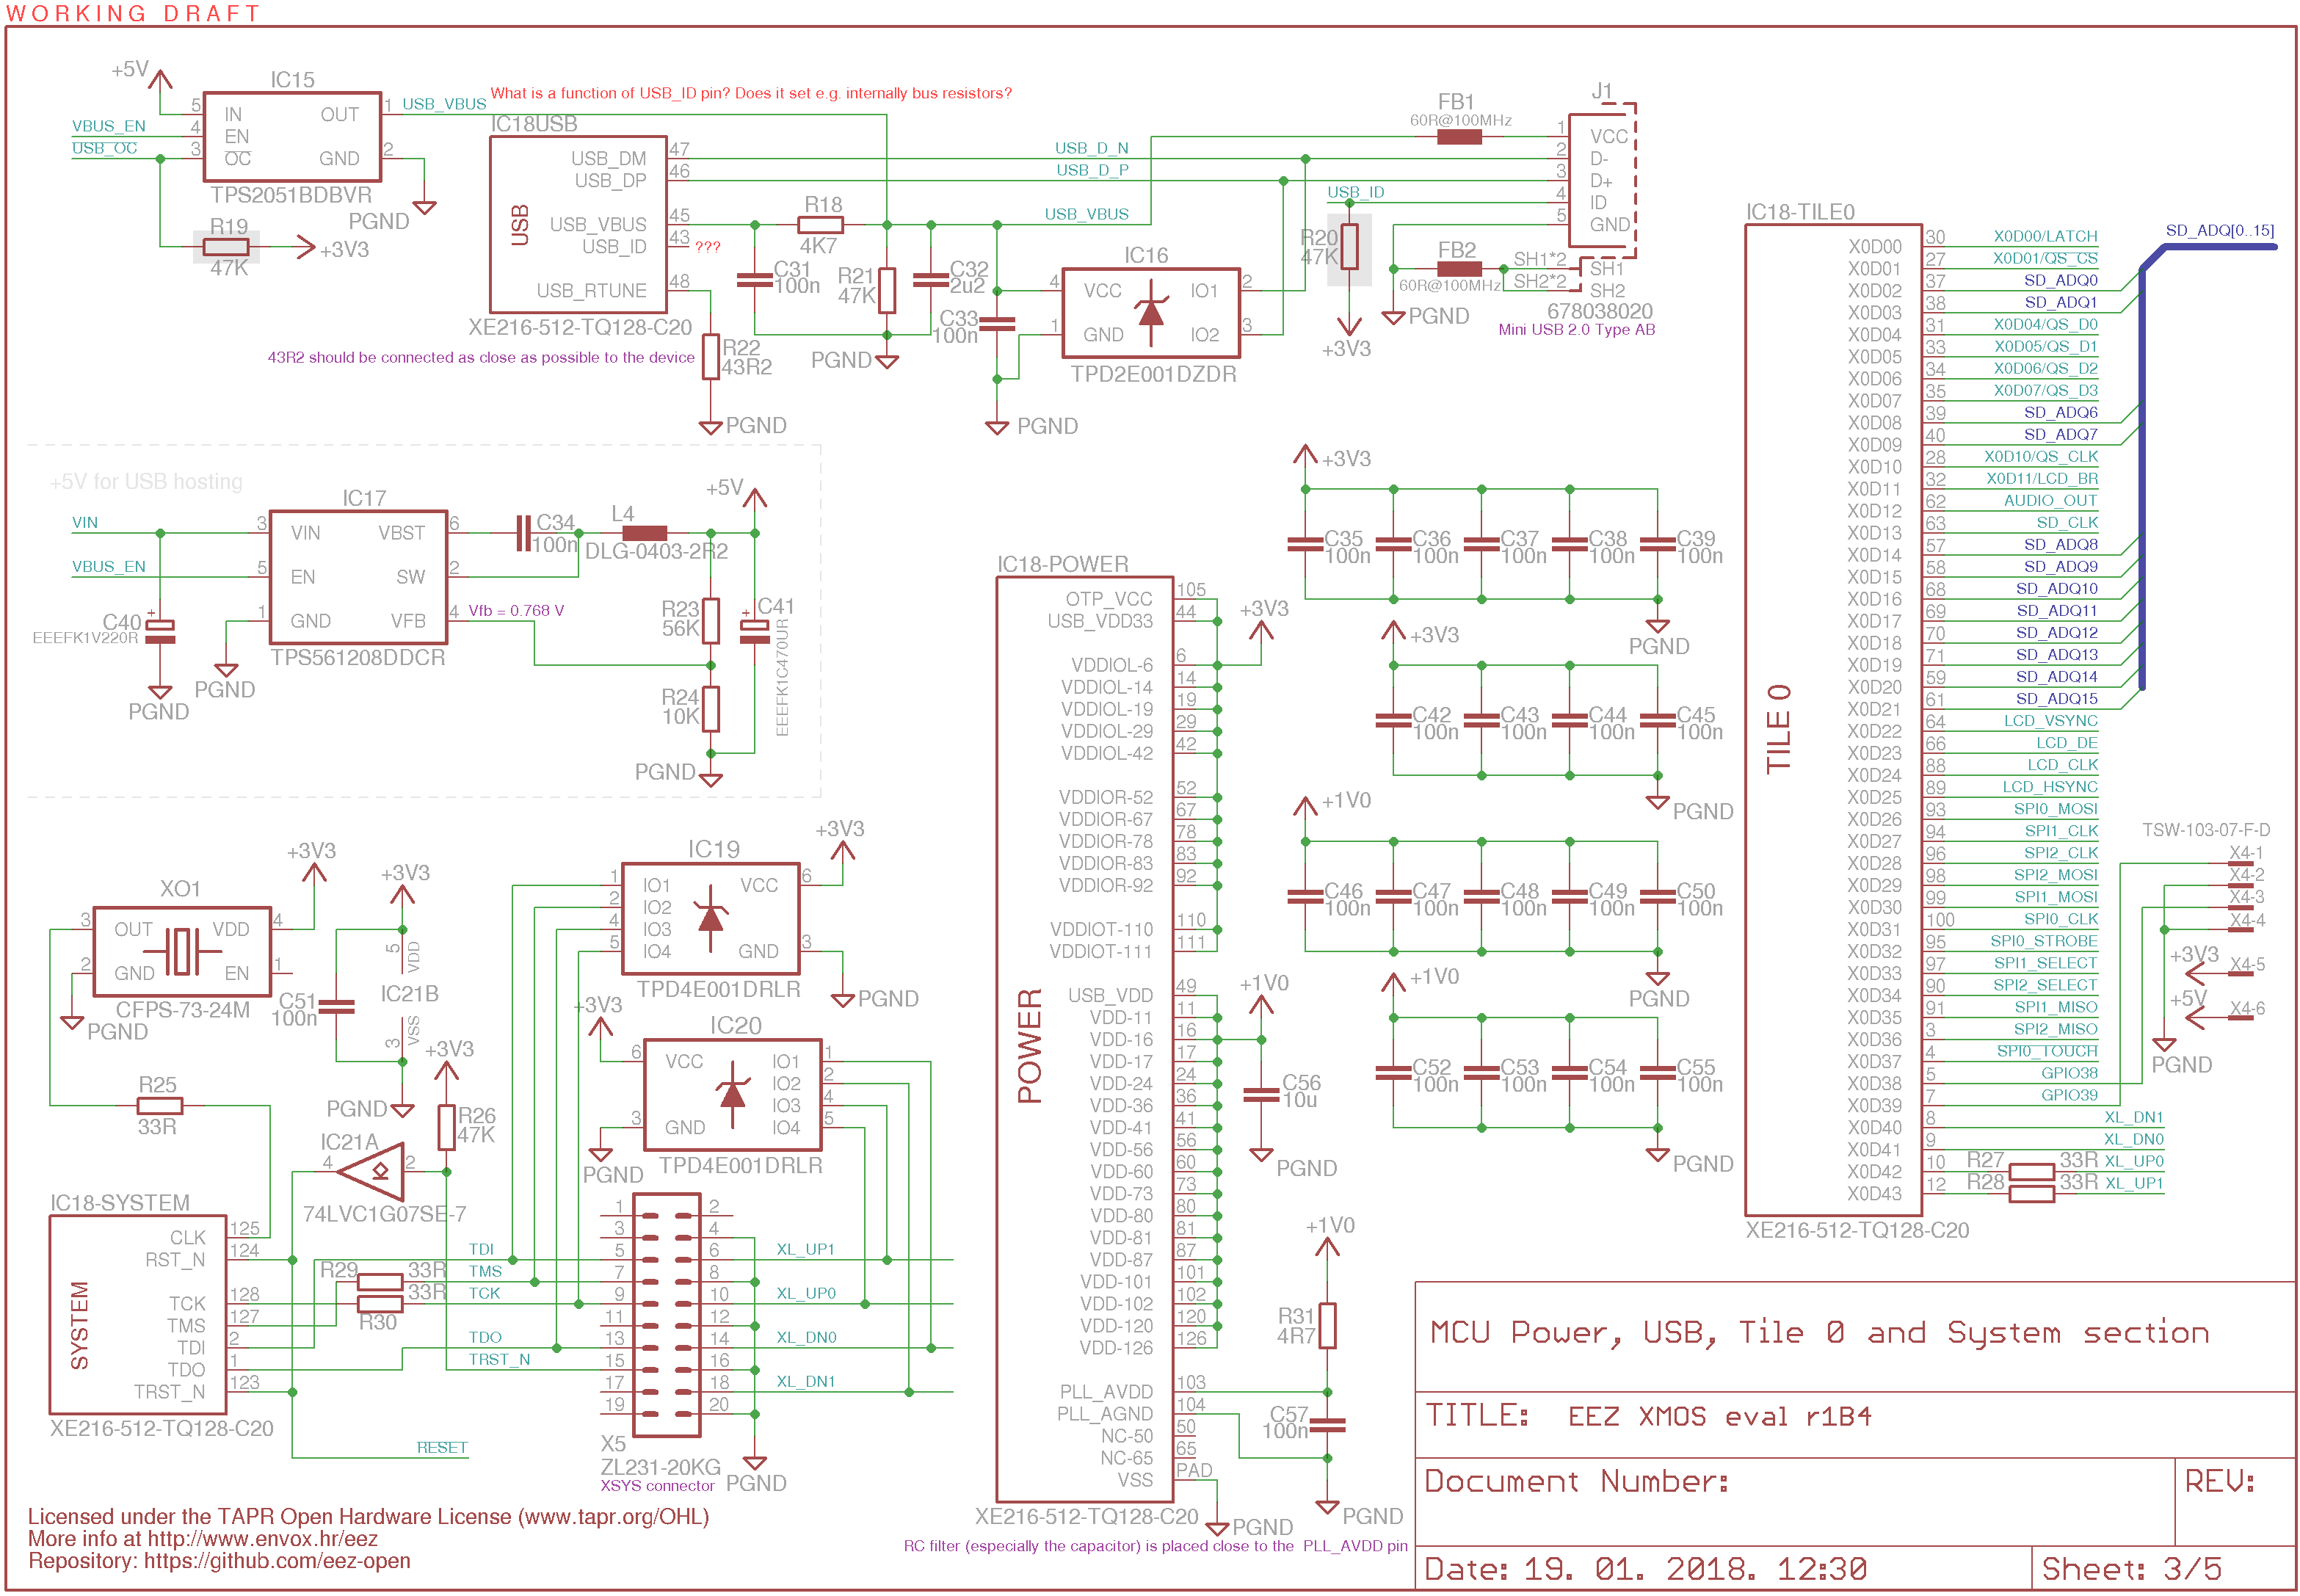 WORKING DRAFT
+5V
IC15
5 IN OUT 1 USB_VBUS
VBUS_EN 4 EN
USB_OC 3 OC GND 2
TPS2051BDBVR
PGND
R19
47K
+3V3
What is a function of USB_ID pin? Does it set e.g. internally bus resistors?
IC18USB
USB
USB_DM 47 USB_D_N
USB_DP 46 USB_D_P
USB_VBUS 45 USB_VBUS
USB_ID 43 ???
USB_RTUNE 48
XE216-512-TQ128-C20
43R2 should be connected as close as possible to the device
R22
43R2
PGND
R18
4K7
C31
100n
R21
47K
C32
2u2
PGND
C33
100n
PGND
IC16
4 VCC IO1 2
1 GND IO2 3
TPD2E001DZDR
FB1
60R@100MHz
J1
1 VCC
2 D-
3 D+
USB_ID 4 ID
5 GND
R20
47K
+3V3
FB2
60R@100MHz
SH1*2 SH1
SH2*2 SH2
PGND
678038020
Mini USB 2.0 Type AB
+5V for USB hosting
IC17
VIN 3 VIN VBST 6
VBUS_EN 5 EN SW 2
1 GND VFB 4 Vfb = 0.768 V
TPS561208DDCR
C40
EEEFK1V220R
PGND
PGND
C34
100n
L4
DLG-0403-2R2
+5V
R23
56K
R24
10K
C41
EEEFK1C470UR
PGND
XO1
+3V3
3 OUT VDD 4
2 GND EN 1
CFPS-73-24M
PGND
+3V3
5 VDD
IC21B
3 VSS
C51
100n
PGND
R25
33R
+3V3
R26
47K
IC21A
4 2
74LVC1G07SE-7
IC18-SYSTEM
SYSTEM
CLK 125
RST_N 124
TCK 128
TMS 127
TDI 2
TDO 1
TRST_N 123
XE216-512-TQ128-C20
R29 33R
33R
R30
TDI
TMS
TCK
TDO
TRST_N
RESET
IC19
+3V3
1 IO1 VCC 6
2 IO2
4 IO3
5 IO4 GND 3
TPD4E001DRLR
PGND
+3V3
IC20
6 VCC IO1 1
IO2 2
IO3 4
3 GND IO4 5
TPD4E001DRLR
PGND
1 2
3 4
5 6 XL_UP1
7 8
9 10 XL_UP0
11 12
13 14 XL_DN0
15 16
17 18 XL_DN1
19 20
X5
ZL231-20KG
XSYS connector
PGND
IC18-POWER
POWER
OTP_VCC 105
USB_VDD33 44
+3V3
VDDIOL-6 6
VDDIOL-14 14
VDDIOL-19 19
VDDIOL-29 29
VDDIOL-42 42
VDDIOR-52 52
VDDIOR-67 67
VDDIOR-78 78
VDDIOR-83 83
VDDIOR-92 92
VDDIOT-110 110
VDDIOT-111 111
USB_VDD 49
VDD-11 11
VDD-16 16
VDD-17 17
VDD-24 24
VDD-36 36
VDD-41 41
VDD-56 56
VDD-60 60
VDD-73 73
VDD-80 80
VDD-81 81
VDD-87 87
VDD-101 101
VDD-102 102
VDD-120 120
VDD-126 126
PLL_AVDD 103
PLL_AGND 104
NC-50 50
NC-65 65
VSS PAD
XE216-512-TQ128-C20
PGND
+1V0
C56
10u
PGND
+1V0
R31
4R7
C57
100n
PGND
RC filter (especially the capacitor) is placed close to the PLL_AVDD pin
+3V3
C35 C36 C37 C38 C39
100n 100n 100n 100n 100n
PGND
+3V3
C42 C43 C44 C45
100n 100n 100n 100n
PGND
+1V0
C46 C47 C48 C49 C50
100n 100n 100n 100n 100n
PGND
+1V0
C52 C53 C54 C55
100n 100n 100n 100n
PGND
IC18-TILE0
TILE 0
SD_ADQ[0..15]
X0D00 30 X0D00/LATCH
X0D01 27 X0D01/QS_CS
X0D02 37 SD_ADQ0
X0D03 38 SD_ADQ1
X0D04 31 X0D04/QS_D0
X0D05 33 X0D05/QS_D1
X0D06 34 X0D06/QS_D2
X0D07 35 X0D07/QS_D3
X0D08 39 SD_ADQ6
X0D09 40 SD_ADQ7
X0D10 28 X0D10/QS_CLK
X0D11 32 X0D11/LCD_BR
X0D12 62 AUDIO_OUT
X0D13 63 SD_CLK
X0D14 57 SD_ADQ8
X0D15 58 SD_ADQ9
X0D16 68 SD_ADQ10
X0D17 69 SD_ADQ11
X0D18 70 SD_ADQ12
X0D19 71 SD_ADQ13
X0D20 59 SD_ADQ14
X0D21 61 SD_ADQ15
X0D22 64 LCD_VSYNC
X0D23 66 LCD_DE
X0D24 88 LCD_CLK
X0D25 89 LCD_HSYNC
X0D26 93 SPI0_MOSI
X0D27 94 SPI1_CLK
X0D28 96 SPI2_CLK
X0D29 98 SPI2_MOSI
X0D30 99 SPI1_MOSI
X0D31 100 SPI0_CLK
X0D32 95 SPI0_STROBE
X0D33 97 SPI1_SELECT
X0D34 90 SPI2_SELECT
X0D35 91 SPI1_MISO
X0D36 3 SPI2_MISO
X0D37 4 SPI0_TOUCH
X0D38 5 GPIO38
X0D39 7 GPIO39
X0D40 8 XL_DN1
X0D41 9 XL_DN0
X0D42 10 R27 33R XL_UP0
X0D43 12 R28 33R XL_UP1
XE216-512-TQ128-C20
TSW-103-07-F-D
X4-1
X4-2
X4-3
X4-4
+3V3 X4-5
+5V X4-6
PGND
MCU Power, USB, Tile 0 and System section
TITLE: EEZ XMOS eval r1B4
Document Number:
REV:
Date: 19. 01. 2018. 12:30
Sheet: 3/5
Licensed under the TAPR Open Hardware License (www.tapr.org/OHL)
More info at http://www.envox.hr/eez
Repository: https://github.com/eez-open